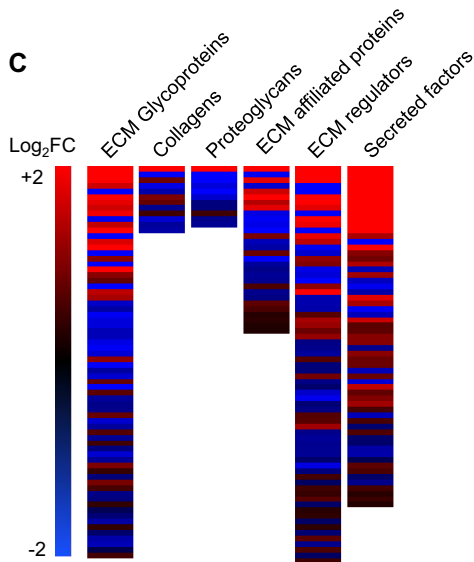 C
ECM Glycoproteins
Collagens
Proteoglycans
ECM affiliated proteins
ECM regulators
Secreted factors
Log₂FC
+2
-2